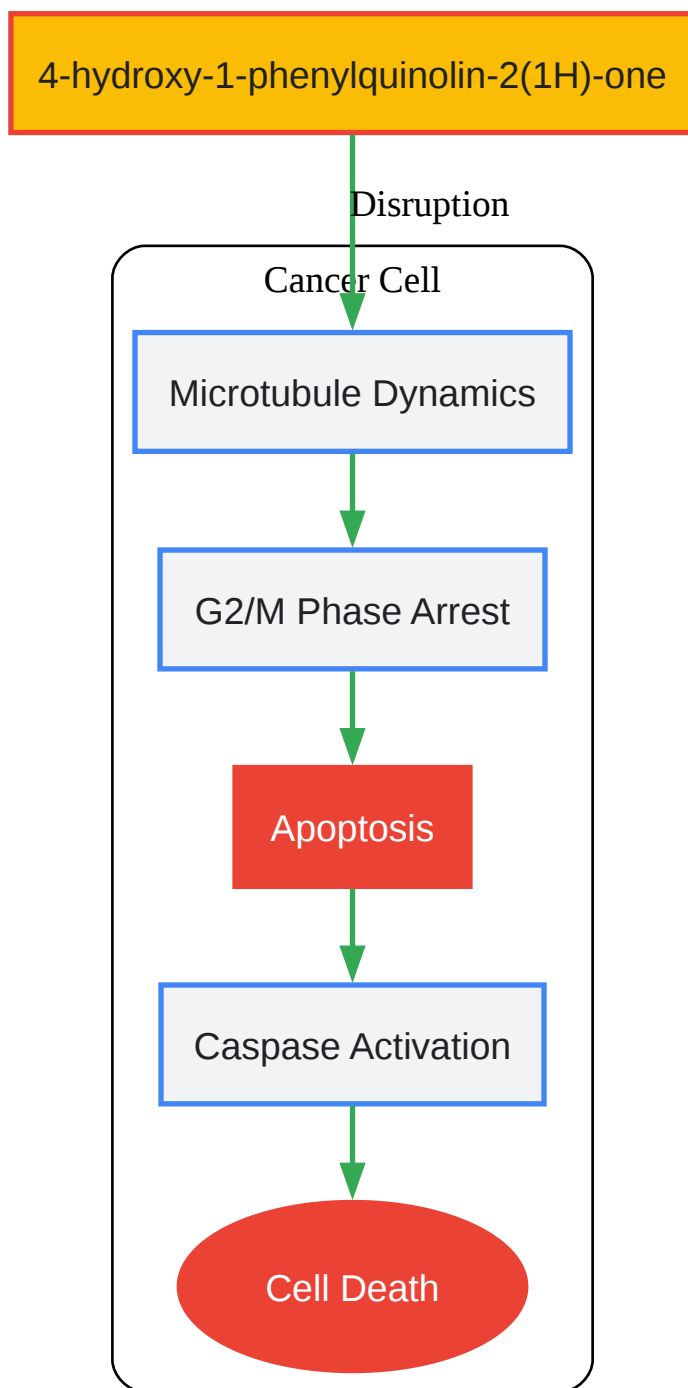 4-hydroxy-1-phenylquinolin-2(1H)-one
Disruption
Cancer Cell
Microtubule Dynamics
G2/M Phase Arrest
Apoptosis
Caspase Activation
Cell Death